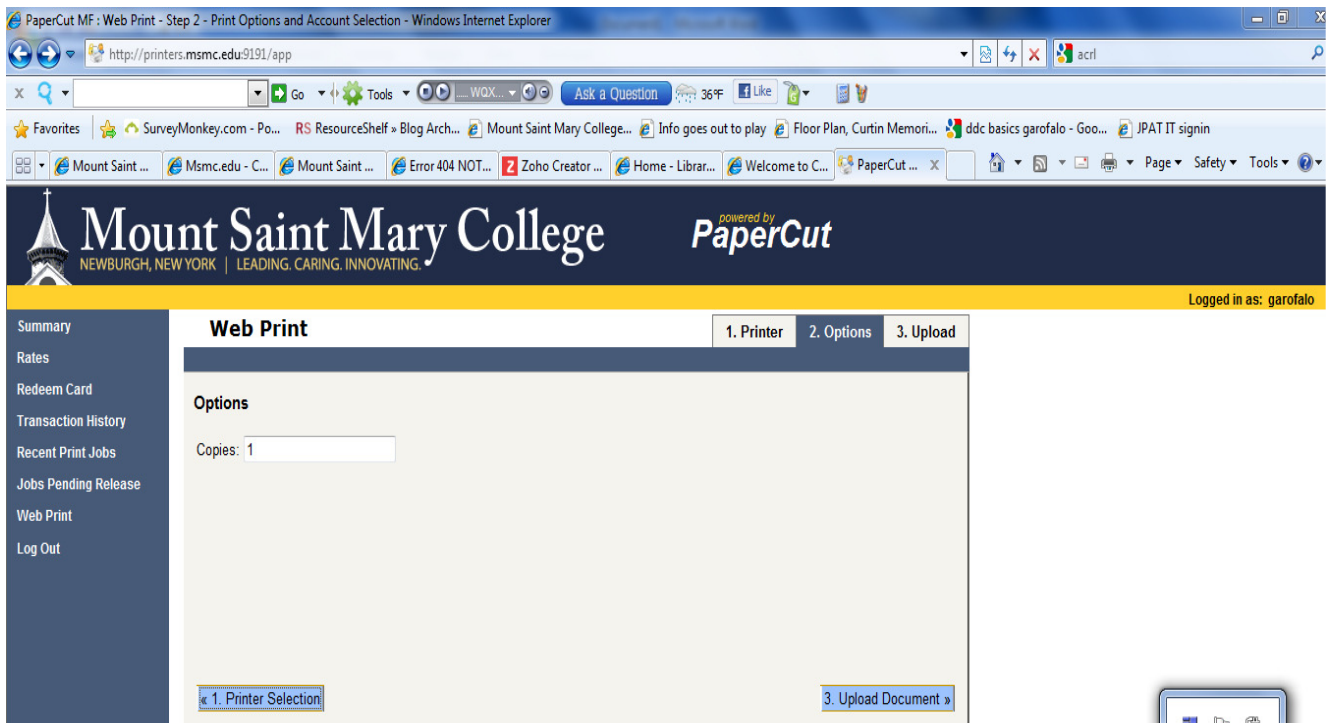 PaperCut MF : Web Print - Step 2 - Print Options and Account Selection - Windows Internet Explorer
http://printers.msmc.edu:9191/app
acrl
x Go Tools .... WQX... Ask a Question 36°F Like
Favorites SurveyMonkey.com - Po... RS ResourceShelf » Blog Arch... Mount Saint Mary College... Info goes out to play Floor Plan, Curtin Memori... ddc basics garofalo - Goo... JPAT IT signin
Mount Saint ... Msmc.edu - C... Mount Saint ... Error 404 NOT... Z Zoho Creator ... Home - Librar... Welcome to C... PaperCut ... X Page Safety Tools
Mount Saint Mary College
NEWBURGH, NEW YORK | LEADING. CARING. INNOVATING.
powered by
PaperCut
Logged in as: garofalo
Summary
Rates
Redeem Card
Transaction History
Recent Print Jobs
Jobs Pending Release
Web Print
Log Out
Web Print
1. Printer 2. Options 3. Upload
Options
Copies: 1
« 1. Printer Selection 3. Upload Document »